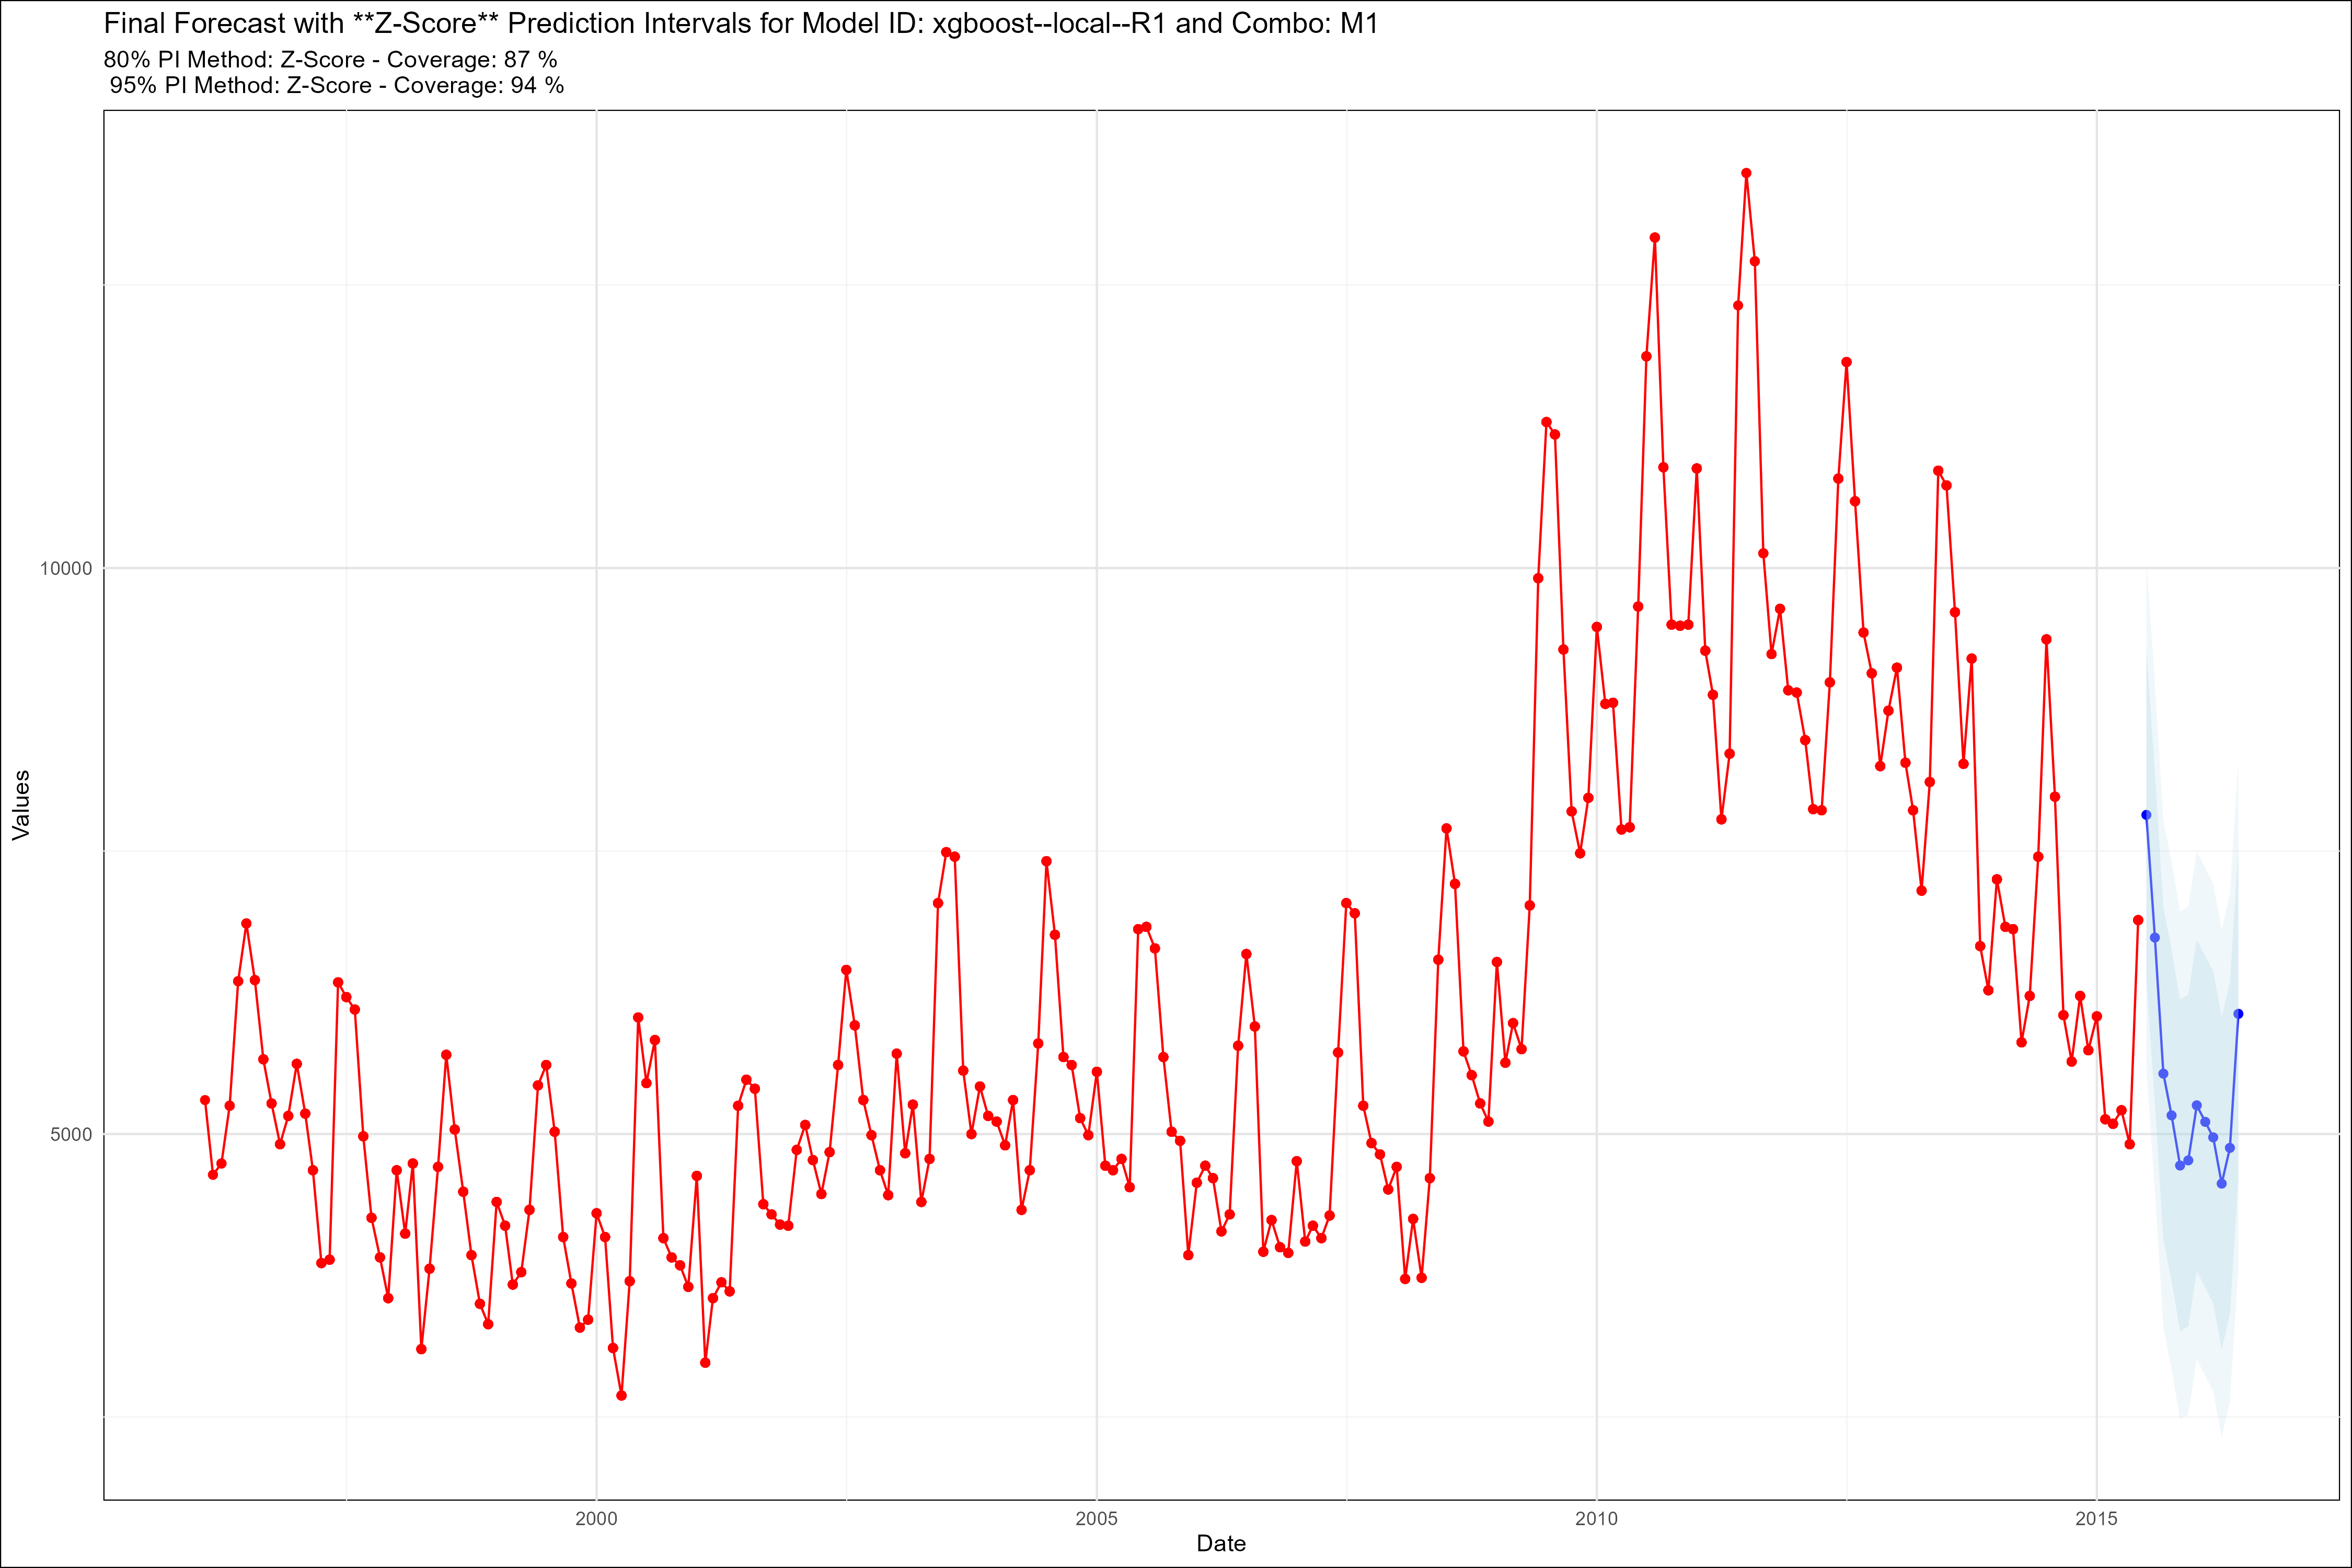 Final Forecast with **Z-Score** Prediction Intervals for Model ID: xgboost--local--R1 and Combo: M1
80% PI Method: Z-Score - Coverage: 87 %
95% PI Method: Z-Score - Coverage: 94 %
10000
5000
Values
2000 2005 2010 2015
Date